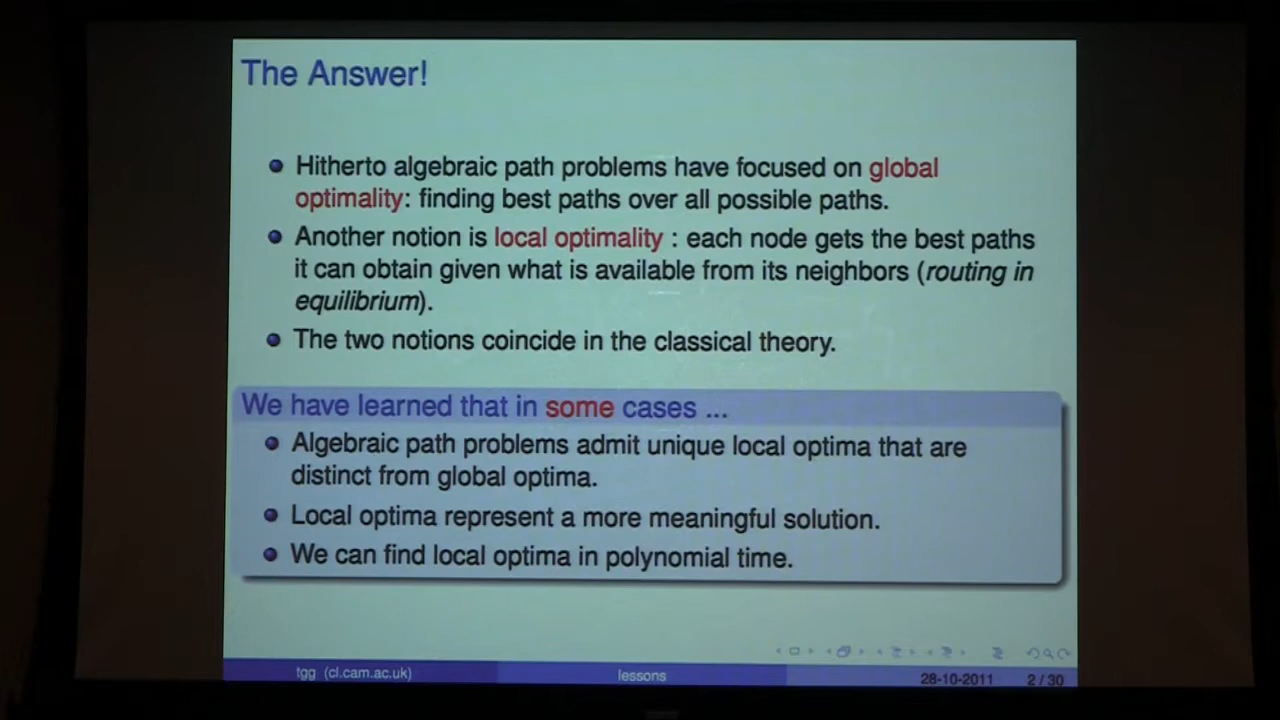 The Answer!
Hitherto algebraic path problems have focused on global
optimality: finding best paths over all possible paths.
Another notion is local optimality : each node gets the best paths
it can obtain given what is available from its neighbors (routing in
equilibrium).
The two notions coincide in the classical theory.
We have learned that in some cases ...
Algebraic path problems admit unique local optima that are
distinct from global optima.
Local optima represent a more meaningful solution.
We can find local optima in polynomial time.
tgg (cl.cam.ac.uk) lessons 28-10-2011 2 / 30